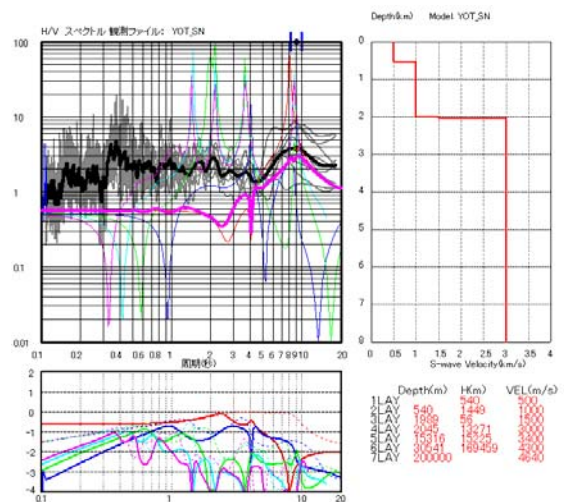 H/V スペクトル 観測ファイル: YOT_SN
100
10
1
0.1
0.01
0.1 0.2 0.4 0.6 0.8 1 2 3 4 5 6 7 8 9 10 20
周期(秒)
2
1
0
-1
-2
-3
-4
0.1 1 10 20
Depth(km) Model: YOT_SN
0
1
2
3
4
5
6
7
8
0 0.5 1 1.5 2 2.5 3 3.5 4
S-wave Velocity(km/s)
Depth(m) H(m) VEL(m/s)
1LAY 540 500
2LAY 540 1449 1000
3LAY 1989 56
4LAY 2045 13271
5LAY 15316 15225 3400
6LAY 30541 169459
7LAY 200000 4640